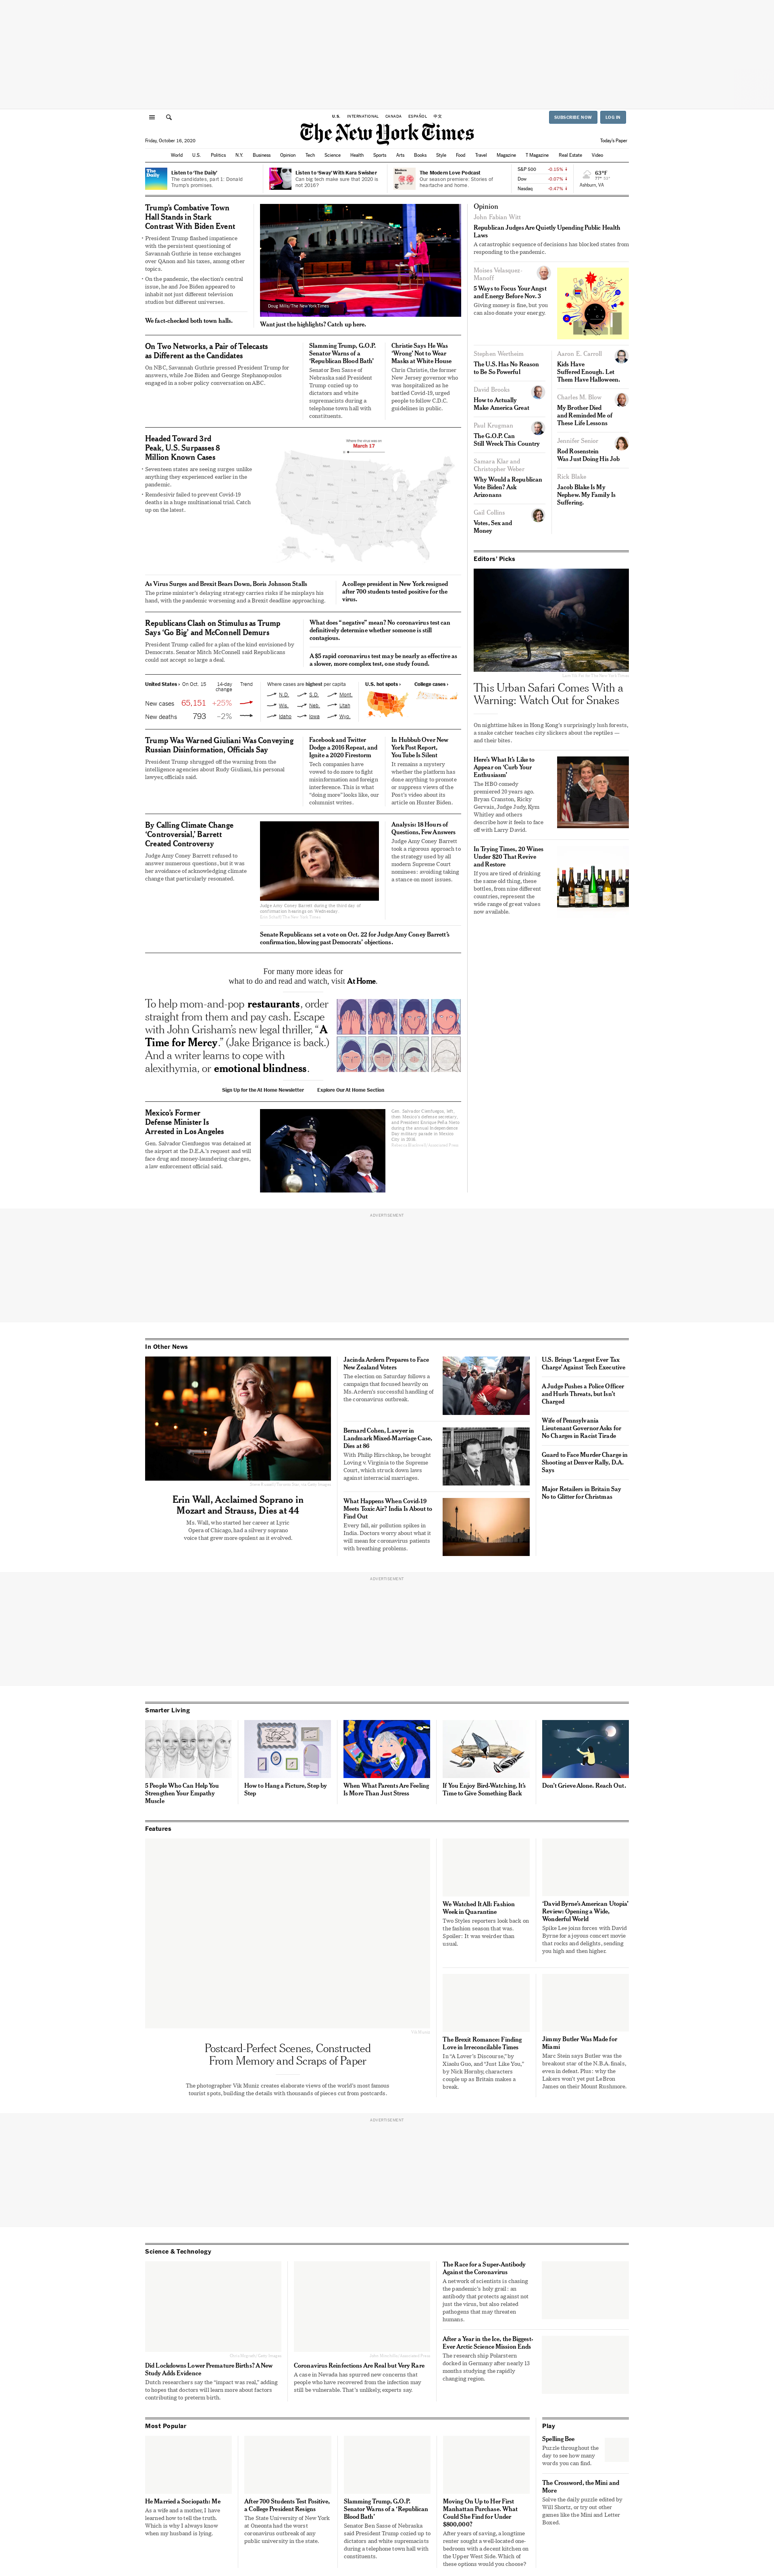 U.S. INTERNATIONAL CANADA ESPAÑOL 中文
SUBSCRIBE NOW
LOG IN
The New York Times
Friday, October 16, 2020
Today's Paper
World U.S. Politics N.Y. Business Opinion Tech Science Health Sports Arts Books Style Food Travel Magazine T Magazine Real Estate Video
The Daily
Listen to 'The Daily'
The candidates, part 1: Donald
Trump's promises.
Listen to 'Sway' With Kara Swisher
Can big tech make sure that 2020 is
not 2016?
The Modern Love Podcast
Our season premiere: Stories of
heartache and home.
S&P 500 -0.15%
Dow -0.07%
Nasdaq -0.47%
63°F
Ashburn, VA
Trump's Combative Town
Hall Stands in Stark
Contrast With Biden Event
• President Trump flashed impatience
with the persistent questioning of
Savannah Guthrie in tense exchanges
over QAnon and his taxes, among other
topics.
• On the pandemic, the election's central
issue, he and Joe Biden appeared to
inhabit not just different television
studios but different universes.
We fact-checked both town halls.
Doug Mills/The New York Times
Want just the highlights? Catch up here.
On Two Networks, a Pair of Telecasts
as Different as the Candidates
On NBC, Savannah Guthrie pressed President Trump for
answers, while Joe Biden and George Stephanopoulos
engaged in a sober policy conversation on ABC.
Slamming Trump, G.O.P.
Senator Warns of a
'Republican Blood Bath'
Senator Ben Sasse of
Nebraska said President
Trump cozied up to
dictators and white
supremacists during a
telephone town hall with
constituents.
Christie Says He Was
'Wrong' Not to Wear
Masks at White House
Chris Christie, the former
New Jersey governor who
was hospitalized as he
battled Covid-19, urged
people to follow C.D.C.
guidelines in public.
Headed Toward 3rd
Peak, U.S. Surpasses 8
Million Known Cases
• Seventeen states are seeing surges unlike
anything they experienced earlier in the
pandemic.
• Remdesivir failed to prevent Covid-19
deaths in a huge multinational trial. Catch
up on the latest.
Where the virus was on
March 17
As Virus Surges and Brexit Bears Down, Boris Johnson Stalls
The prime minister's delaying strategy carries risks if he misplays his
hand, with the pandemic worsening and a Brexit deadline approaching.
A college president in New York resigned
after 700 students tested positive for the
virus.
Republicans Clash on Stimulus as Trump
Says 'Go Big' and McConnell Demurs
President Trump called for a plan of the kind envisioned by
Democrats. Senator Mitch McConnell said Republicans
could not accept so large a deal.
What does "negative" mean? No coronavirus test can
definitively determine whether someone is still
contagious.
A $5 rapid coronavirus test may be nearly as effective as
a slower, more complex test, one study found.
United States › On Oct. 15 14-day change Trend
New cases 65,151 +25%
New deaths 793 -2%
Where cases are highest per capita
N.D. S.D. Mont.
Wis. Neb. Utah
Idaho Iowa Wyo.
U.S. hot spots ›
College cases ›
Trump Was Warned Giuliani Was Conveying
Russian Disinformation, Officials Say
President Trump shrugged off the warning from the
intelligence agencies about Rudy Giuliani, his personal
lawyer, officials said.
Facebook and Twitter
Dodge a 2016 Repeat, and
Ignite a 2020 Firestorm
Tech companies have
vowed to do more to fight
misinformation and foreign
interference. This is what
"doing more" looks like, our
columnist writes.
In Hubbub Over New
York Post Report,
YouTube Is Silent
It remains a mystery
whether the platform has
done anything to promote
or suppress views of the
Post's video about its
article on Hunter Biden.
By Calling Climate Change
'Controversial,' Barrett
Created Controversy
Judge Amy Coney Barrett refused to
answer numerous questions, but it was
her avoidance of acknowledging climate
change that particularly resonated.
Judge Amy Coney Barrett during the third day of
confirmation hearings on Wednesday.
Analysis: 18 Hours of
Questions, Few Answers
Judge Amy Coney Barrett
took a rigorous approach to
the strategy used by all
modern Supreme Court
nominees: avoiding taking
a stance on most issues.
Senate Republicans set a vote on Oct. 22 for Judge Amy Coney Barrett's
confirmation, blowing past Democrats' objections.
For many more ideas for
what to do and read and watch, visit At Home.
To help mom-and-pop restaurants, order
straight from them and pay cash. Escape
with John Grisham's new legal thriller, "A
Time for Mercy." (Jake Brigance is back.)
And a writer learns to cope with
alexithymia, or emotional blindness.
Sign Up for the At Home Newsletter
Explore Our At Home Section
Mexico's Former
Defense Minister Is
Arrested in Los Angeles
Gen. Salvador Cienfuegos was detained at
the airport at the D.E.A.'s request and will
face drug and money-laundering charges,
a law enforcement official said.
Gen. Salvador Cienfuegos, left,
then Mexico's defense secretary,
and President Enrique Peña Nieto
during the annual Independence
Day military parade in Mexico
City in 2016.
Opinion
John Fabian Witt
Republican Judges Are Quietly Upending Public Health
Laws
A catastrophic sequence of decisions has blocked states from
responding to the pandemic.
Moises Velasquez-
Manoff
5 Ways to Focus Your Angst
and Energy Before Nov. 3
Giving money is fine, but you
can also donate your energy.
Stephen Wertheim
The U.S. Has No Reason
to Be So Powerful
David Brooks
How to Actually
Make America Great
Paul Krugman
The G.O.P. Can
Still Wreck This Country
Samara Klar and
Christopher Weber
Why Would a Republican
Vote Biden? Ask
Arizonans
Gail Collins
Votes, Sex and
Money
Aaron E. Carroll
Kids Have
Suffered Enough. Let
Them Have Halloween.
Charles M. Blow
My Brother Died
and Reminded Me of
These Life Lessons
Jennifer Senior
Rod Rosenstein
Was Just Doing His Job
Rick Blake
Jacob Blake Is My
Nephew. My Family Is
Suffering.
Editors' Picks
This Urban Safari Comes With a
Warning: Watch Out for Snakes
On nighttime hikes in Hong Kong's surprisingly lush forests,
a snake catcher teaches city slickers about the reptiles —
and their bites.
Here's What It's Like to
Appear on 'Curb Your
Enthusiasm'
The HBO comedy
premiered 20 years ago.
Bryan Cranston, Ricky
Gervais, Judge Judy, Kym
Whitley and others
describe how it feels to face
off with Larry David.
In Trying Times, 20 Wines
Under $20 That Revive
and Restore
If you are tired of drinking
the same old thing, these
bottles, from nine different
countries, represent the
wide range of great values
now available.
ADVERTISEMENT
In Other News
Erin Wall, Acclaimed Soprano in
Mozart and Strauss, Dies at 44
Ms. Wall, who started her career at Lyric
Opera of Chicago, had a silvery soprano
voice that grew more opulent as it evolved.
Jacinda Ardern Prepares to Face
New Zealand Voters
The election on Saturday follows a
campaign that focused heavily on
Ms. Ardern's successful handling of
the coronavirus outbreak.
Bernard Cohen, Lawyer in
Landmark Mixed-Marriage Case,
Dies at 86
With Philip Hirschkop, he brought
Loving v. Virginia to the Supreme
Court, which struck down laws
against interracial marriages.
What Happens When Covid-19
Meets Toxic Air? India Is About to
Find Out
Every fall, air pollution spikes in
India. Doctors worry about what it
will mean for coronavirus patients
with breathing problems.
U.S. Brings 'Largest Ever Tax
Charge' Against Tech Executive
A Judge Pushes a Police Officer
and Hurls Threats, but Isn't
Charged
Wife of Pennsylvania
Lieutenant Governor Asks for
No Charges in Racist Tirade
Guard to Face Murder Charge in
Shooting at Denver Rally, D.A.
Says
Major Retailers in Britain Say
No to Glitter for Christmas
ADVERTISEMENT
Smarter Living
5 People Who Can Help You
Strengthen Your Empathy
Muscle
How to Hang a Picture, Step by
Step
When What Parents Are Feeling
Is More Than Just Stress
If You Enjoy Bird-Watching, It's
Time to Give Something Back
Don't Grieve Alone. Reach Out.
Features
Postcard-Perfect Scenes, Constructed
From Memory and Scraps of Paper
The photographer Vik Muniz creates elaborate views of the world's most famous
tourist spots, building the details with thousands of pieces cut from postcards.
We Watched It All: Fashion
Week in Quarantine
Two Styles reporters look back on
the fashion season that was.
Spoiler: It was weirder than
usual.
'David Byrne's American Utopia'
Review: Opening a Wide,
Wonderful World
Spike Lee joins forces with David
Byrne for a joyous concert movie
that rocks and delights, sending
you high and then higher.
The Brexit Romance: Finding
Love in Irreconcilable Times
In "A Lover's Discourse," by
Xiaolu Guo, and "Just Like You,"
by Nick Hornby, characters
couple up as Britain makes a
break.
Jimmy Butler Was Made for
Miami
Marc Stein says Butler was the
breakout star of the N.B.A. finals,
even in defeat. Plus: why the
Lakers won't yet put LeBron
James on their Mount Rushmore.
ADVERTISEMENT
Science & Technology
Did Lockdowns Lower Premature Births? A New
Study Adds Evidence
Dutch researchers say the "impact was real," adding
to hopes that doctors will learn more about factors
contributing to preterm birth.
Coronavirus Reinfections Are Real but Very Rare
A case in Nevada has spurred new concerns that
people who have recovered from the infection may
still be vulnerable. That's unlikely, experts say.
The Race for a Super-Antibody
Against the Coronavirus
A network of scientists is chasing
the pandemic's holy grail: an
antibody that protects against not
just the virus, but also related
pathogens that may threaten
humans.
After a Year in the Ice, the Biggest-
Ever Arctic Science Mission Ends
The research ship Polarstern
docked in Germany after nearly 13
months studying the rapidly
changing region.
Most Popular
He Married a Sociopath: Me
As a wife and a mother, I have
learned how to tell the truth.
Which is why I always know
when my husband is lying.
After 700 Students Test Positive,
a College President Resigns
The State University of New York
at Oneonta had the worst
coronavirus outbreak of any
public university in the state.
Slamming Trump, G.O.P.
Senator Warns of a 'Republican
Blood Bath'
Senator Ben Sasse of Nebraska
said President Trump cozied up to
dictators and white supremacists
during a telephone town hall with
constituents.
Moving On Up to Her First
Manhattan Purchase. What
Could She Find for Under
$800,000?
After years of saving, a longtime
renter sought a well-located one-
bedroom with a decent kitchen on
the Upper West Side. Which of
these options would you choose?
Play
Spelling Bee
Puzzle throughout the
day to see how many
words you can find.
The Crossword, the Mini and
More
Solve the daily puzzle edited by
Will Shortz, or try out other
games like the Mini and Letter
Boxed.